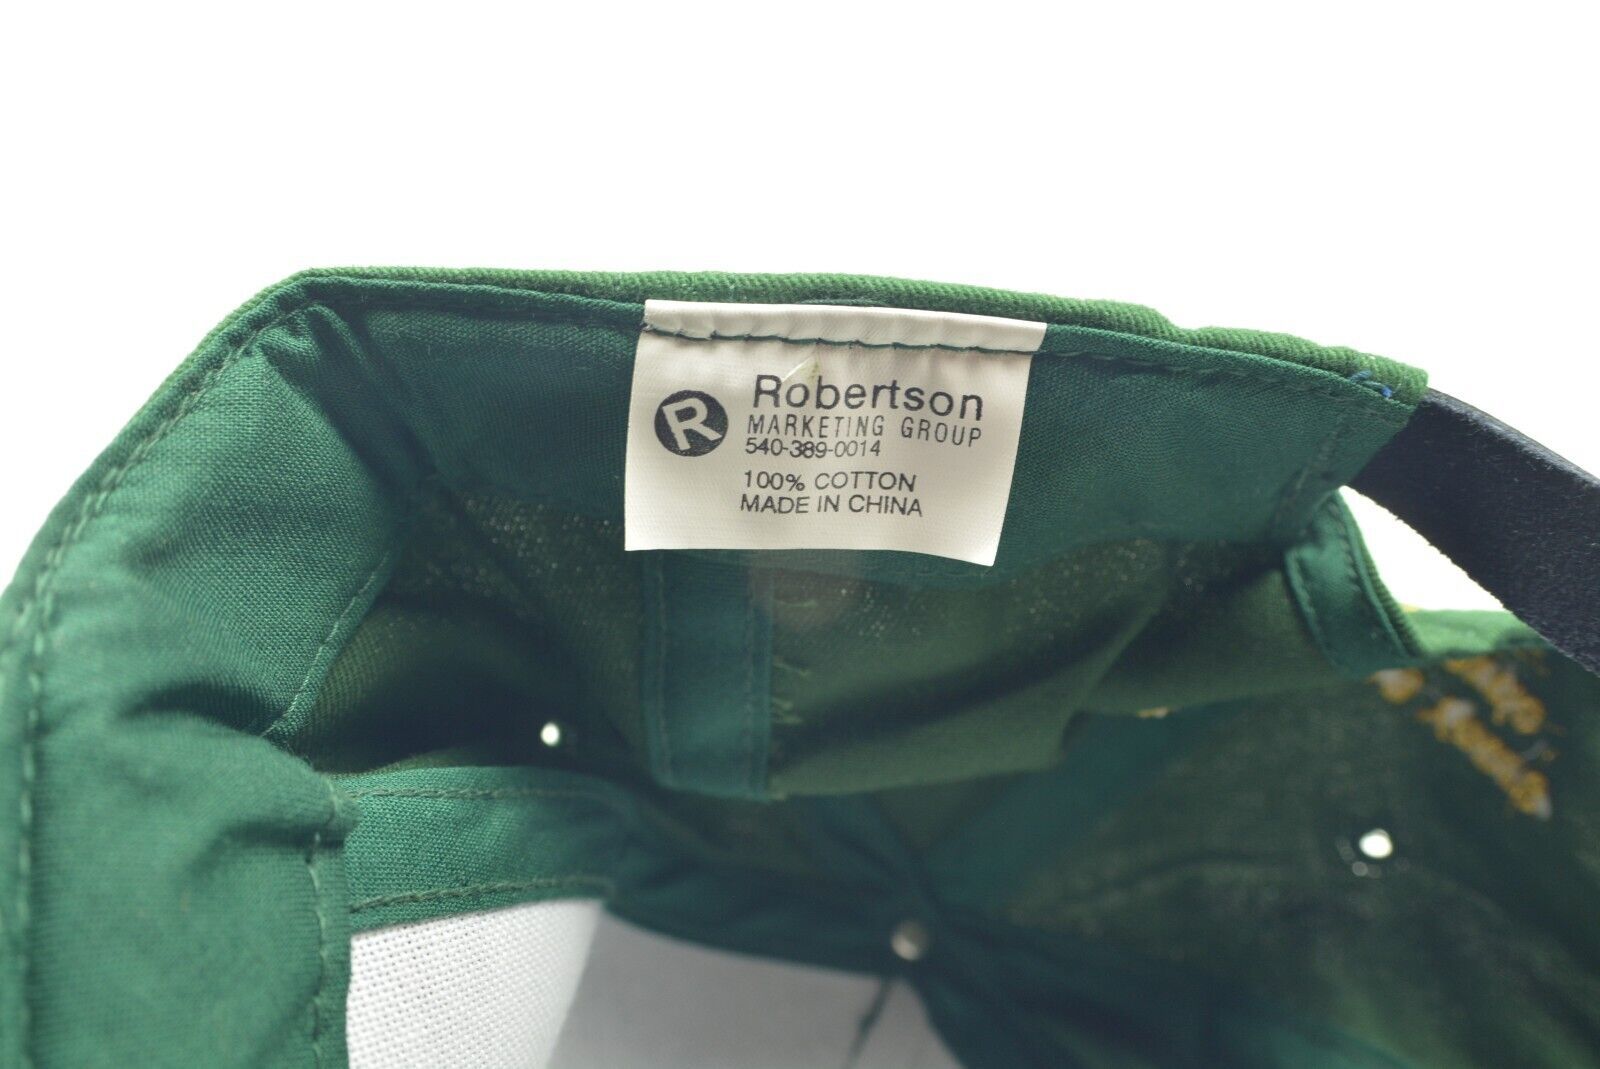 R Robertson
MARKETING GROUP
540-389-0014
100% COTTON
MADE IN CHINA